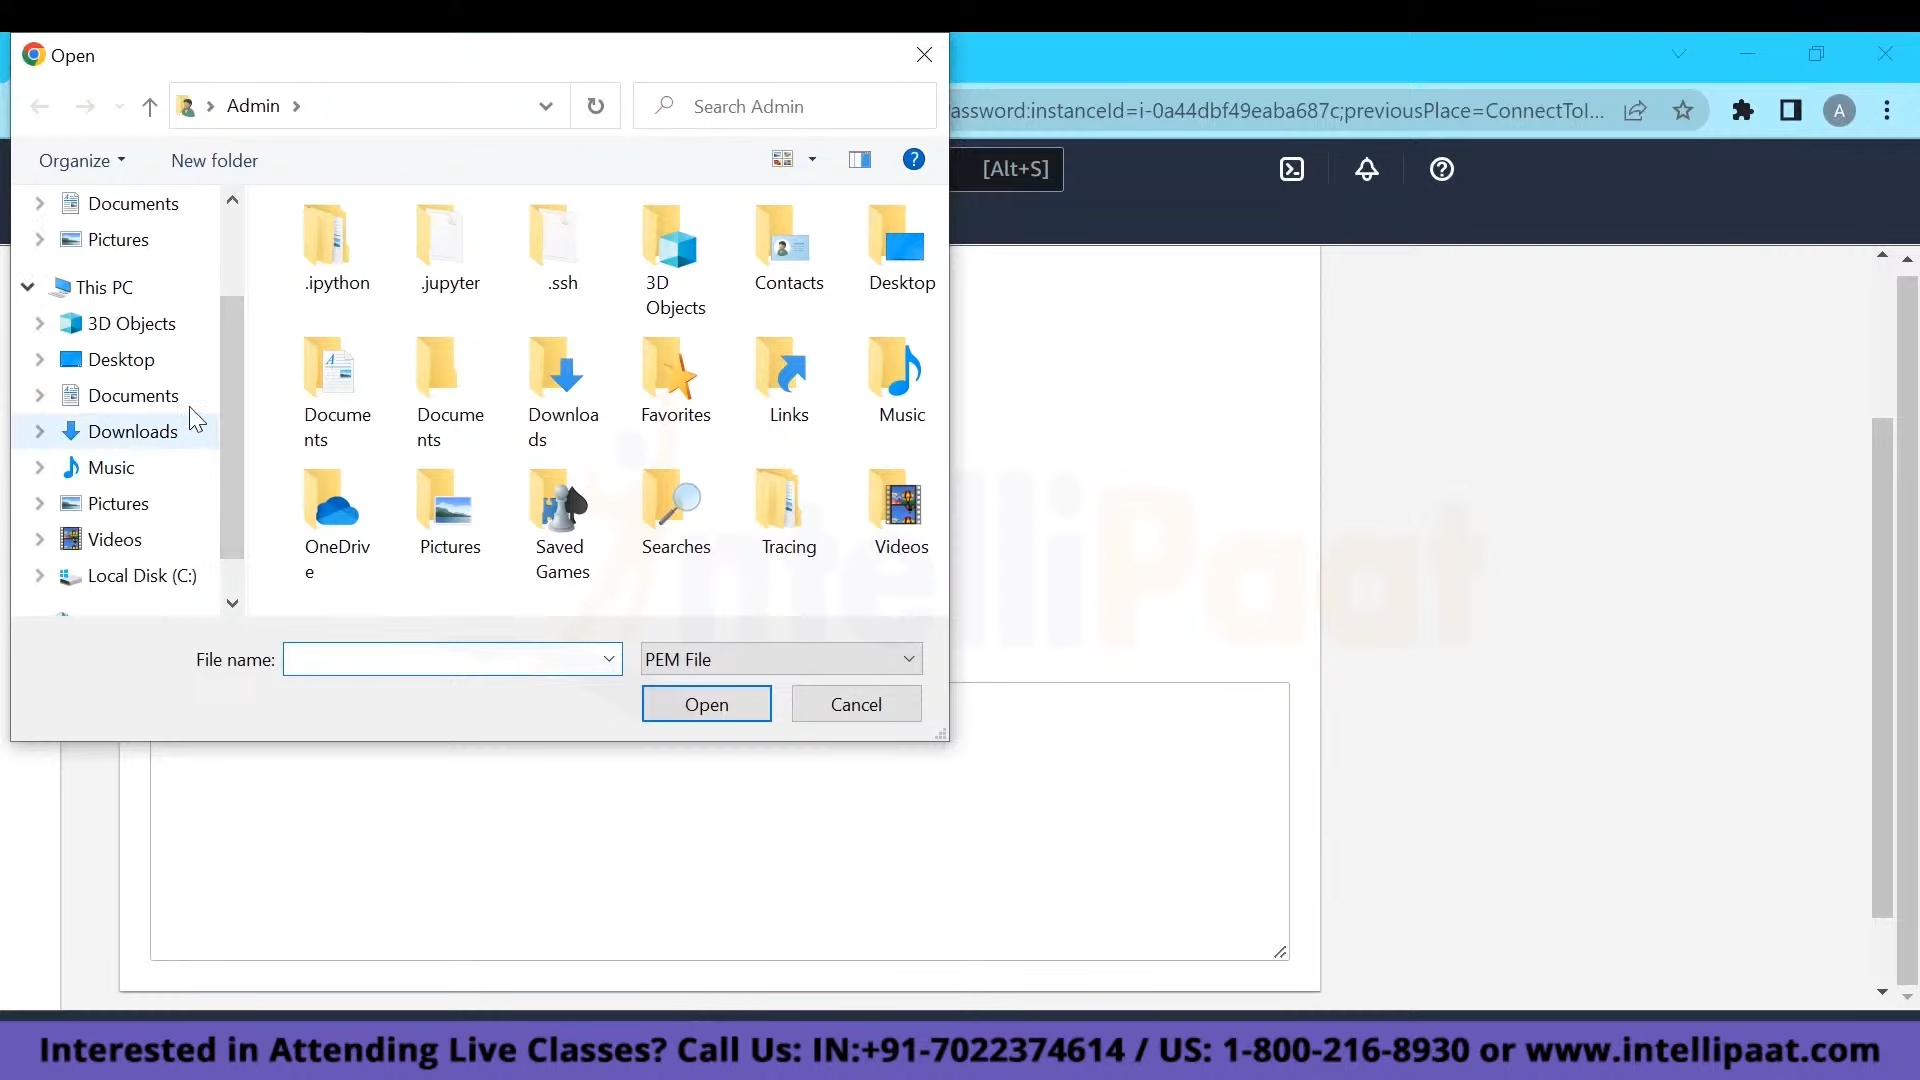 Open
Admin
Search Admin
assword:instanceId=i-0a44dbf49eaba687c;previousPlace=ConnectToI...
A
Organize
New folder
[Alt+S]
Documents
Pictures
This PC
3D Objects
Desktop
Documents
Downloads
Music
Pictures
Videos
Local Disk (C:)
.ipython
.jupyter
.ssh
3D
Objects
Contacts
Desktop
Docume
nts
Docume
nts
Downloa
ds
Favorites
Links
Music
OneDriv
e
Pictures
Saved
Games
Searches
Tracing
Videos
intelliPaat
File name:
PEM File
Open
Cancel
Interested in Attending Live Classes? Call Us: IN:+91-7022374614 / US: 1-800-216-8930 or www.intellipaat.com